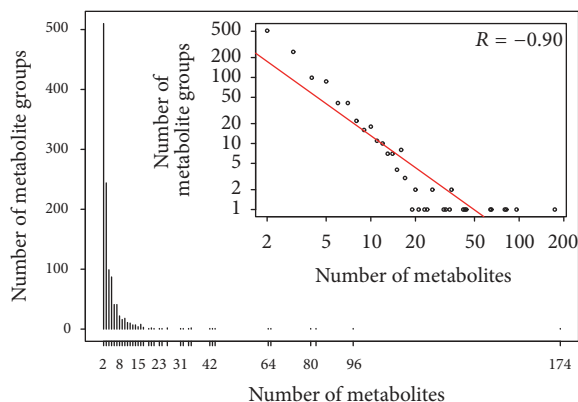 Number of metabolite groups
500
400
300
200
100
0
2 8 15 23 31 42 64 80 96 174
Number of metabolites
Number of
metabolite groups
500
200
100
50
20
10
5
2
1
R = −0.90
2 5 10 20 50 100 200
Number of metabolites